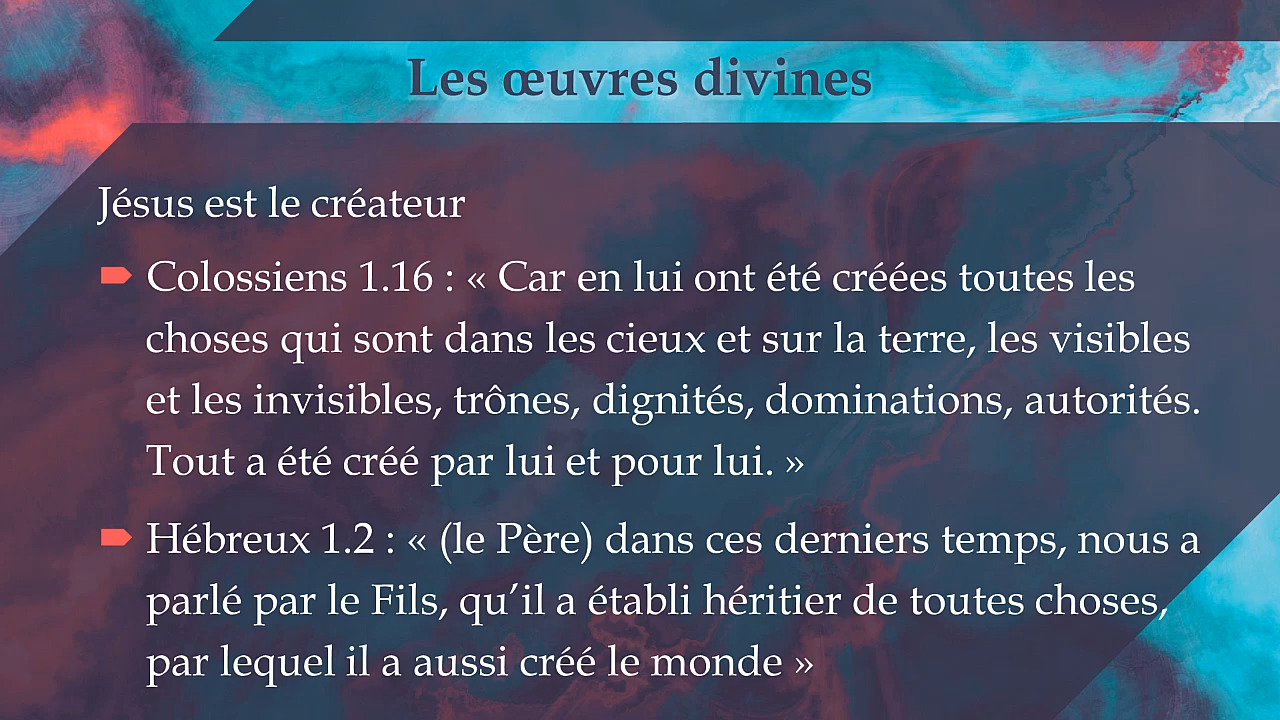 Les œuvres divines
Jésus est le créateur
Colossiens 1.16 : « Car en lui ont été créées toutes les
choses qui sont dans les cieux et sur la terre, les visibles
et les invisibles, trônes, dignités, dominations, autorités.
Tout a été créé par lui et pour lui. »
Hébreux 1.2 : « (le Père) dans ces derniers temps, nous a
parlé par le Fils, qu’il a établi héritier de toutes choses,
par lequel il a aussi créé le monde »